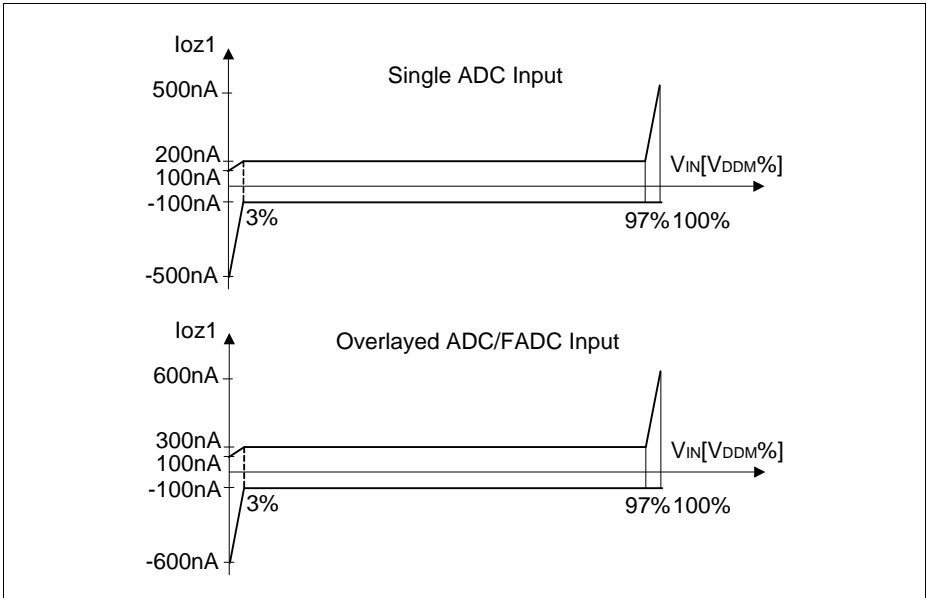 Ioz1
Single ADC Input
500nA
200nA
VIN[VDDM%]
100nA
-100nA
3%
97% 100%
-500nA
Ioz1
Overlayed ADC/FADC Input
600nA
300nA
VIN[VDDM%]
100nA
-100nA
3%
97% 100%
-600nA